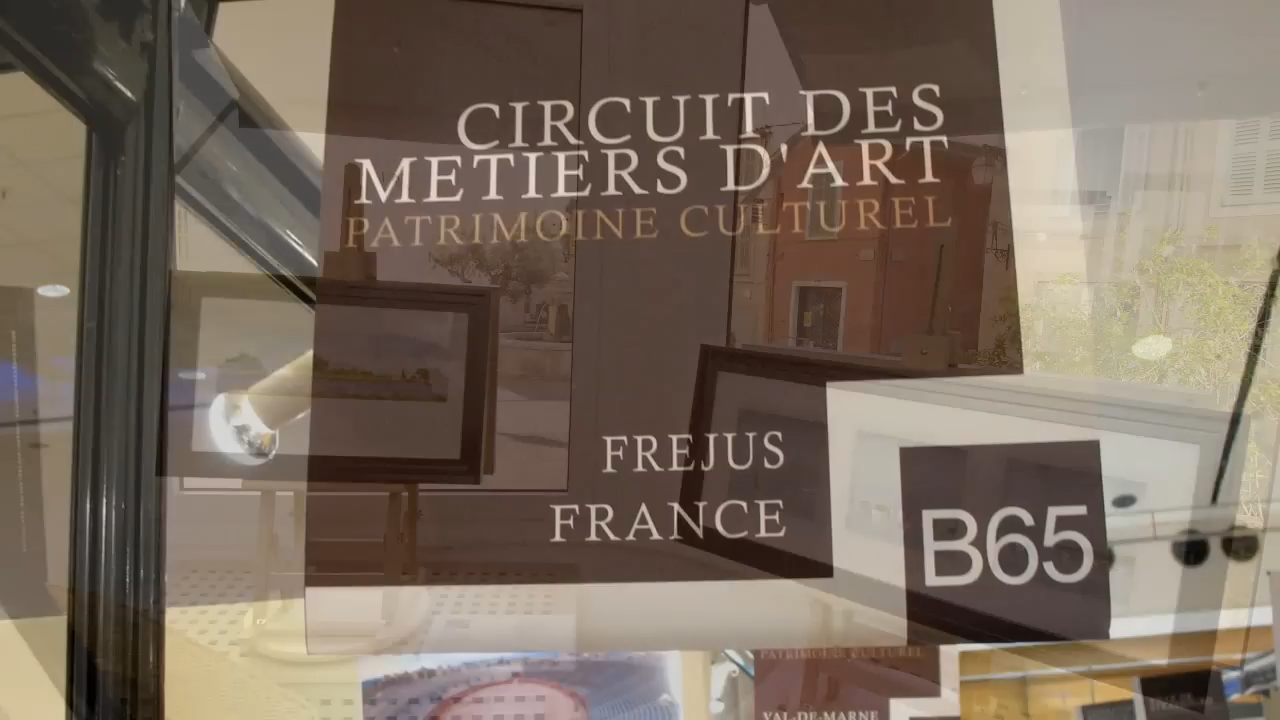 CIRCUIT DES
METIERS D'ART
PATRIMOINE CULTUREL
FREJUS
FRANCE
B65
PATRIMOINE CULTUREL
VAL-DE-MARNE